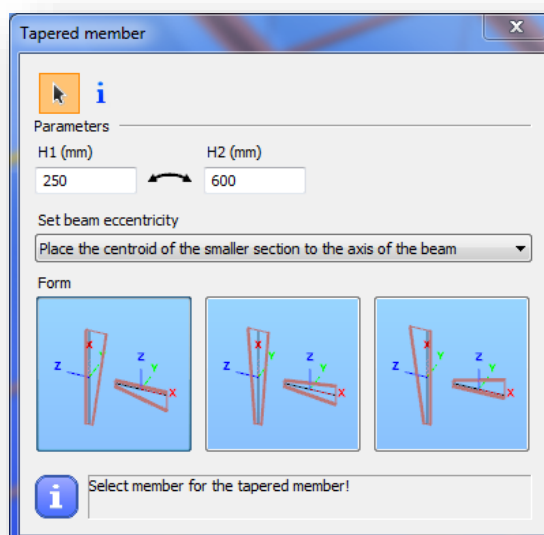 Tapered member
x
i
Parameters
H1 (mm) H2 (mm)
250 600
Set beam eccentricity
Place the centroid of the smaller section to the axis of the beam
Form
X Y Z Z Y X
X Y Z Z Y X
X Y Z Z Y X
i Select member for the tapered member!